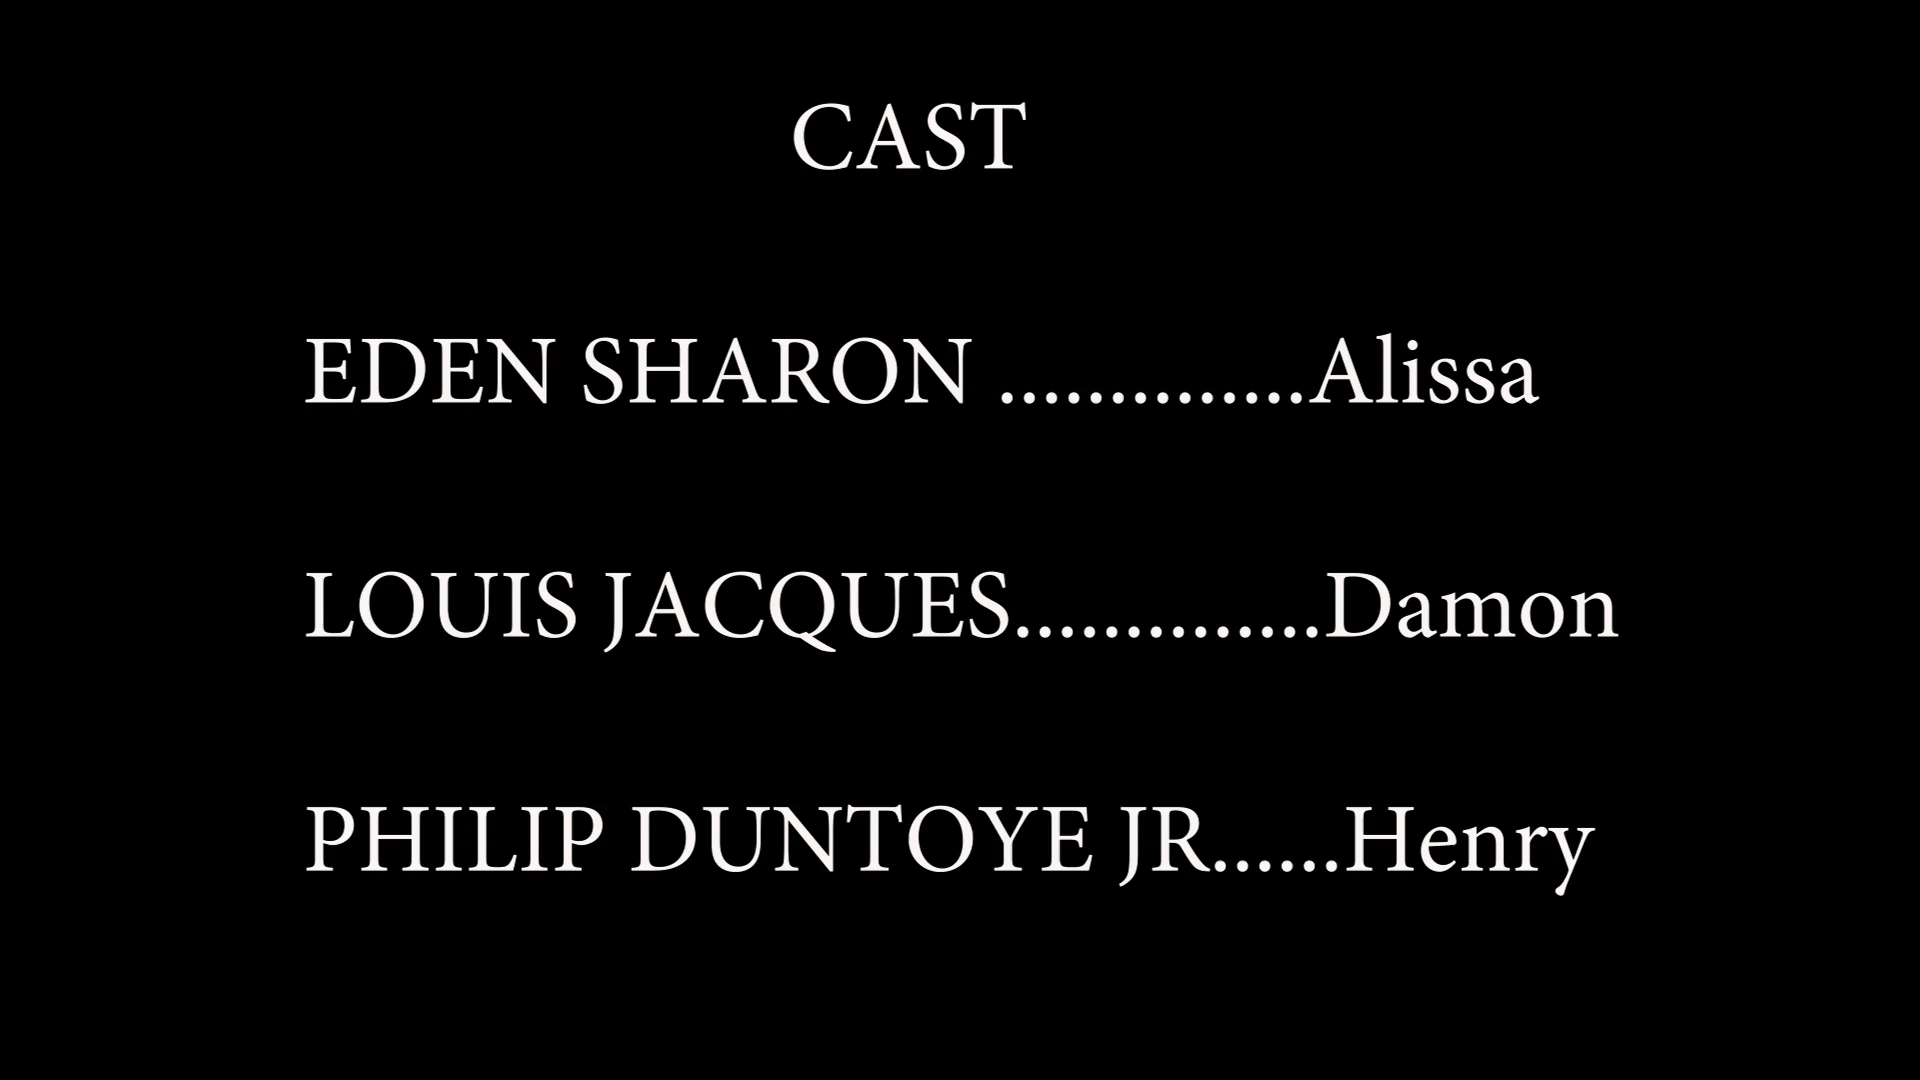 CAST
EDEN SHARON ..............Alissa
LOUIS JACQUES..............Damon
PHILIP DUNTOYE JR......Henry